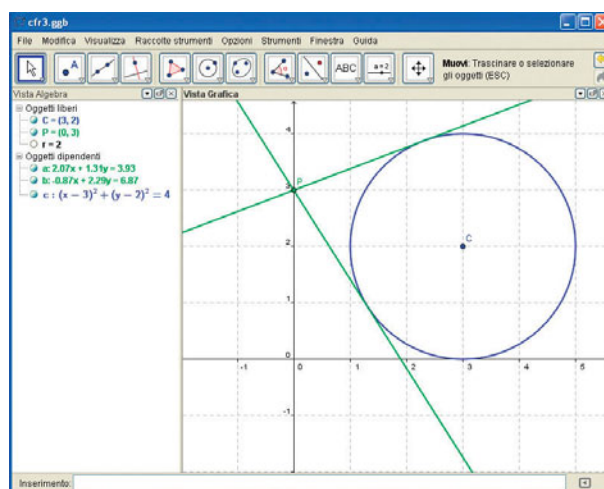 cfr3.ggb
File Modifica Visualizza Raccolte strumenti Opzioni Strumenti Finestra Guida
ABC a=2 Muovi: Trascinare o selezionare gli oggetti (ESC)
Vista Algebra
Oggetti liberi
C = (3, 2)
P = (0, 3)
r = 2
Oggetti dipendenti
a: 2.07x + 1.31y = 3.93
b: -0.87x + 2.29y = 6.87
c : (x − 3)² + (y − 2)² = 4
Vista Grafica
4
3
P
2
C
1
0
-1 0 1 2 3 4 5
-1
Inserimento: